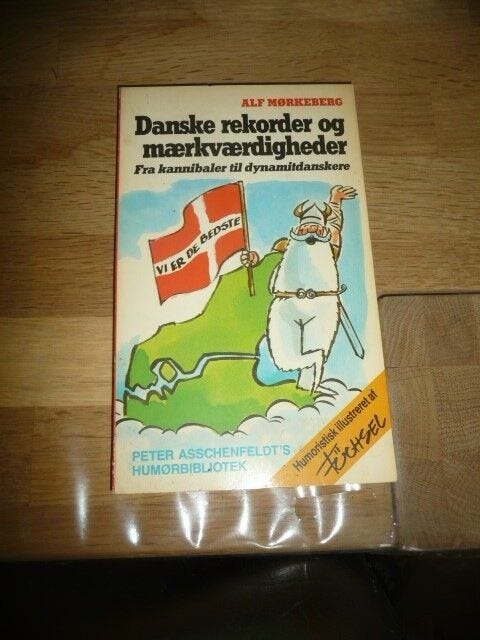 ALF MØRKEBERG
Danske rekorder og
mærkværdigheder
Fra kannibaler til dynamitdanskere
VI ER DE BEDSTE
Humoristisk illustreret af
FÜCHSEL
PETER ASSCHENFELDT'S
HUMØRBIBLIOTEK